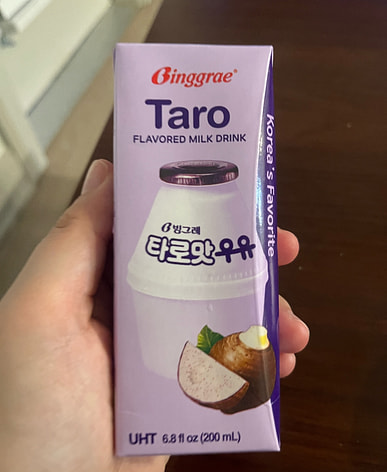 Binggrae®
Taro
FLAVORED MILK DRINK
Korea's Favorite
빙그레
타로맛우유
UHT 6.8 fl oz (200 mL)